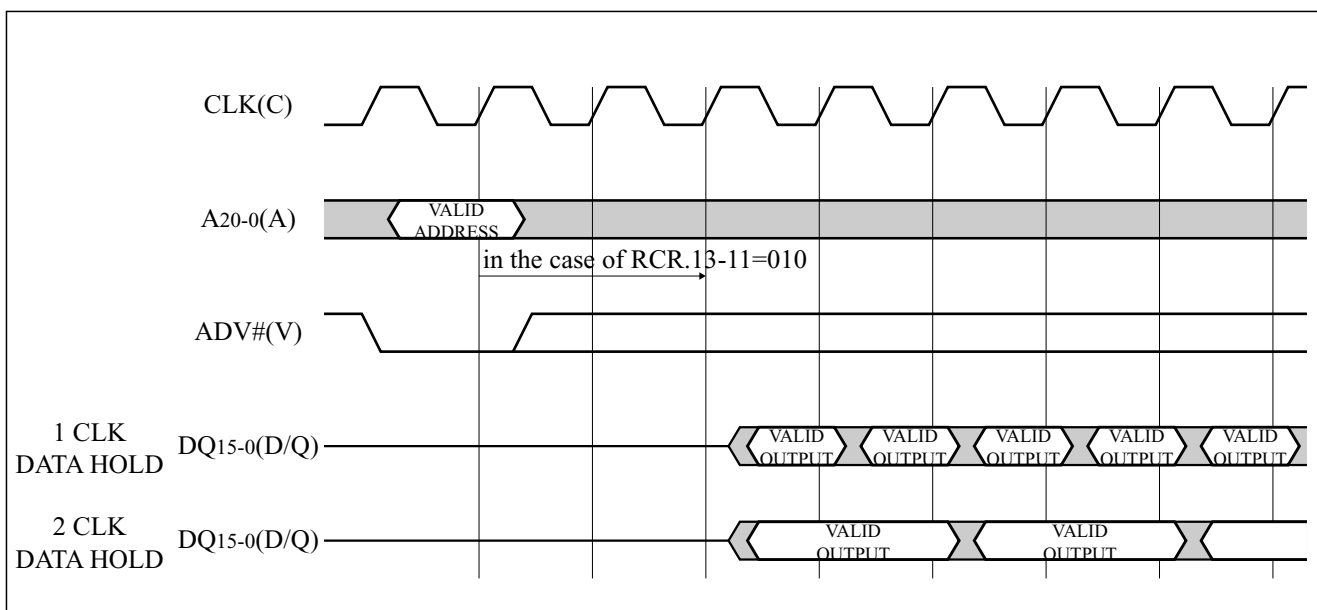 CLK(C)
A20-0(A)
VALID
ADDRESS
in the case of RCR.13-11=010
ADV#(V)
1 CLK
DATA HOLD
DQ15-0(D/Q)
VALID
OUTPUT
VALID
OUTPUT
VALID
OUTPUT
VALID
OUTPUT
VALID
OUTPUT
2 CLK
DATA HOLD
DQ15-0(D/Q)
VALID
OUTPUT
VALID
OUTPUT